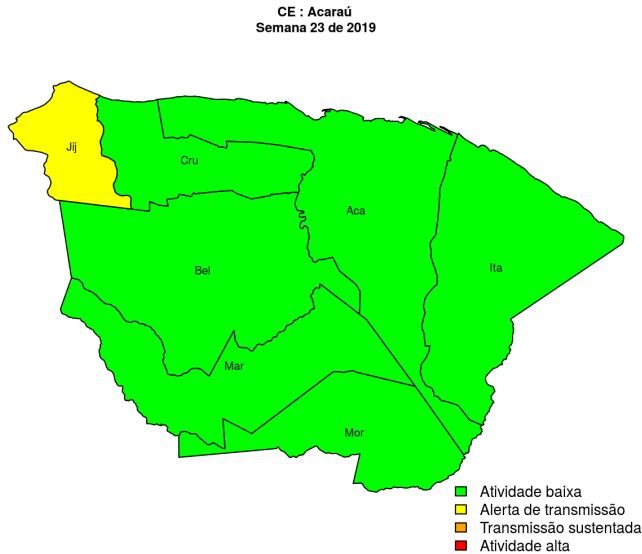 CE : Acaraú
Semana 23 de 2019
Jij
Cru
Aca
Bel
Ita
Mar
Mor
Atividade baixa
Alerta de transmissão
Transmissão sustentada
Atividade alta